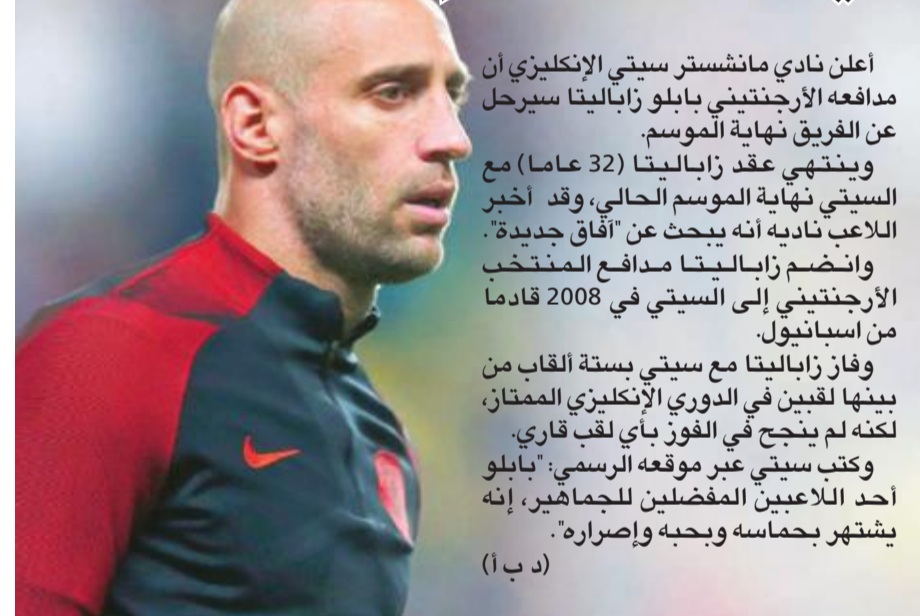 أعلن نادي مانشستر سيتي الإنكليزي أن
مدافعه الأرجنتيني بابلو زاباليتا سيرحل
عن الفريق نهاية الموسم.
وينتهي عقد زاباليتا (32 عاما) مع
السيتي نهاية الموسم الحالي، وقد أخبر
اللاعب ناديه أنه يبحث عن "آفاق جديدة".
وانضم زاباليتا مدافع المنتخب
الأرجنتيني إلى السيتي في 2008 قادما
من اسبانيول.
وفاز زاباليتا مع سيتي بستة ألقاب من
بينها لقبين في الدوري الإنكليزي الممتاز،
لكنه لم ينجح في الفوز بأي لقب قاري.
وكتب سيتي عبر موقعه الرسمي: "بابلو
أحد اللاعبين المفضلين للجماهير، إنه
يشتهر بحماسه وبحبه وإصراره".
(د ب أ)